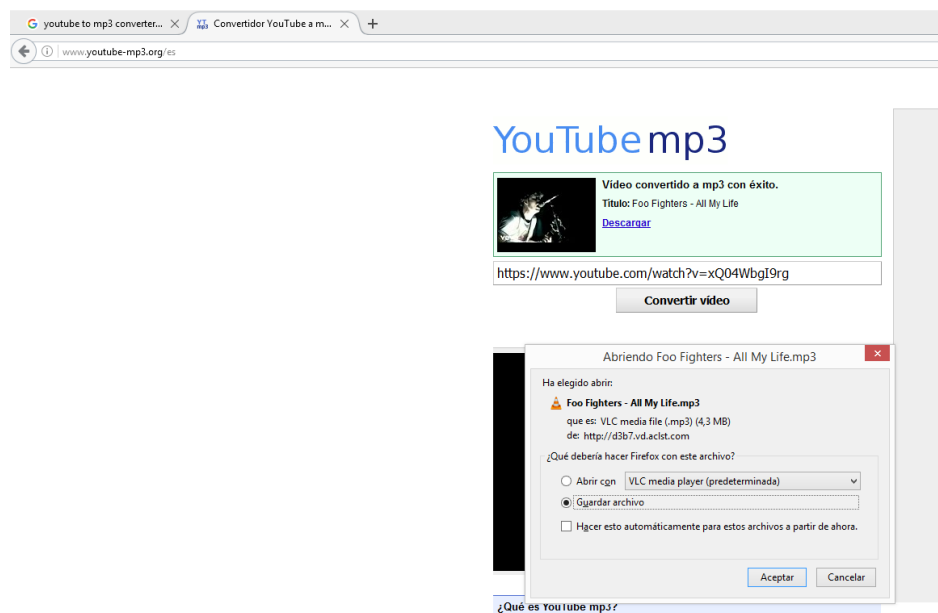 youtube to mp3 converter...
Convertidor YouTube a m...
www.youtube-mp3.org/es
YouTube mp3
Vídeo convertido a mp3 con éxito.
Título: Foo Fighters - All My Life
Descargar
https://www.youtube.com/watch?v=xQ04WbgI9rg
Convertir vídeo
Abriendo Foo Fighters - All My Life.mp3
Ha elegido abrir:
Foo Fighters - All My Life.mp3
que es: VLC media file (.mp3) (4,3 MB)
de: http://d3b7.vd.aclst.com
¿Qué debería hacer Firefox con este archivo?
Abrir con VLC media player (predeterminada)
Guardar archivo
Hacer esto automáticamente para estos archivos a partir de ahora.
Aceptar Cancelar
¿Qué es YouTube mp3?